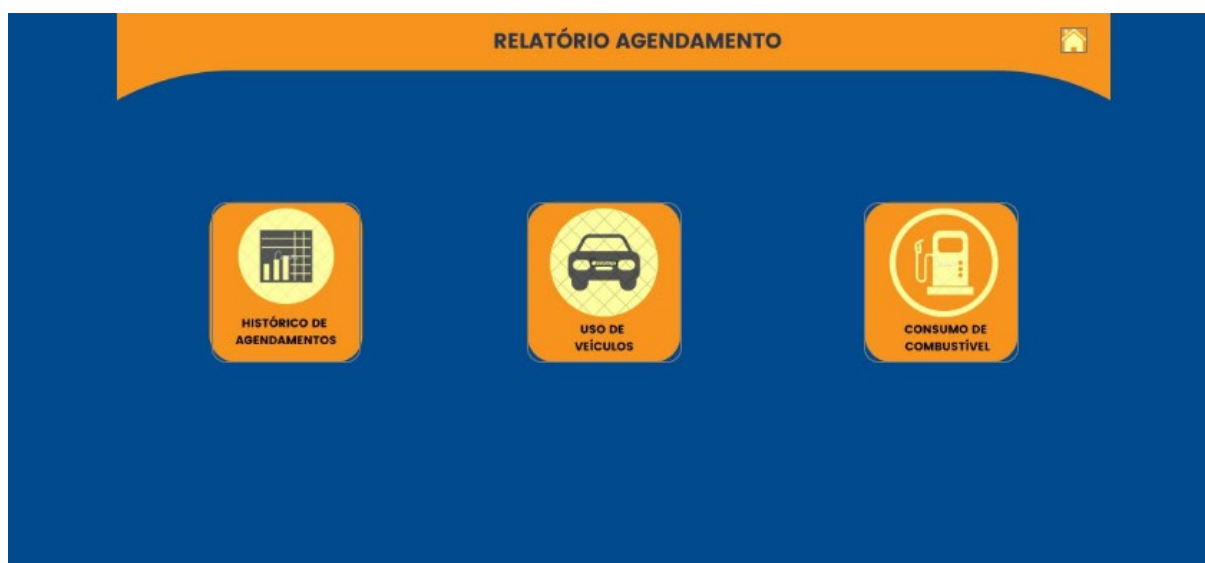 RELATÓRIO AGENDAMENTO
HISTÓRICO DE
AGENDAMENTOS
USO DE
VEÍCULOS
CONSUMO DE
COMBUSTÍVEL